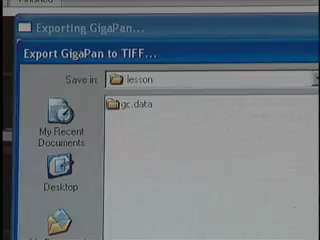 Finished
Exporting GigaPan...
Export GigaPan to TIFF...
Save in:
lesson
gc.data
My Recent
Documents
Desktop